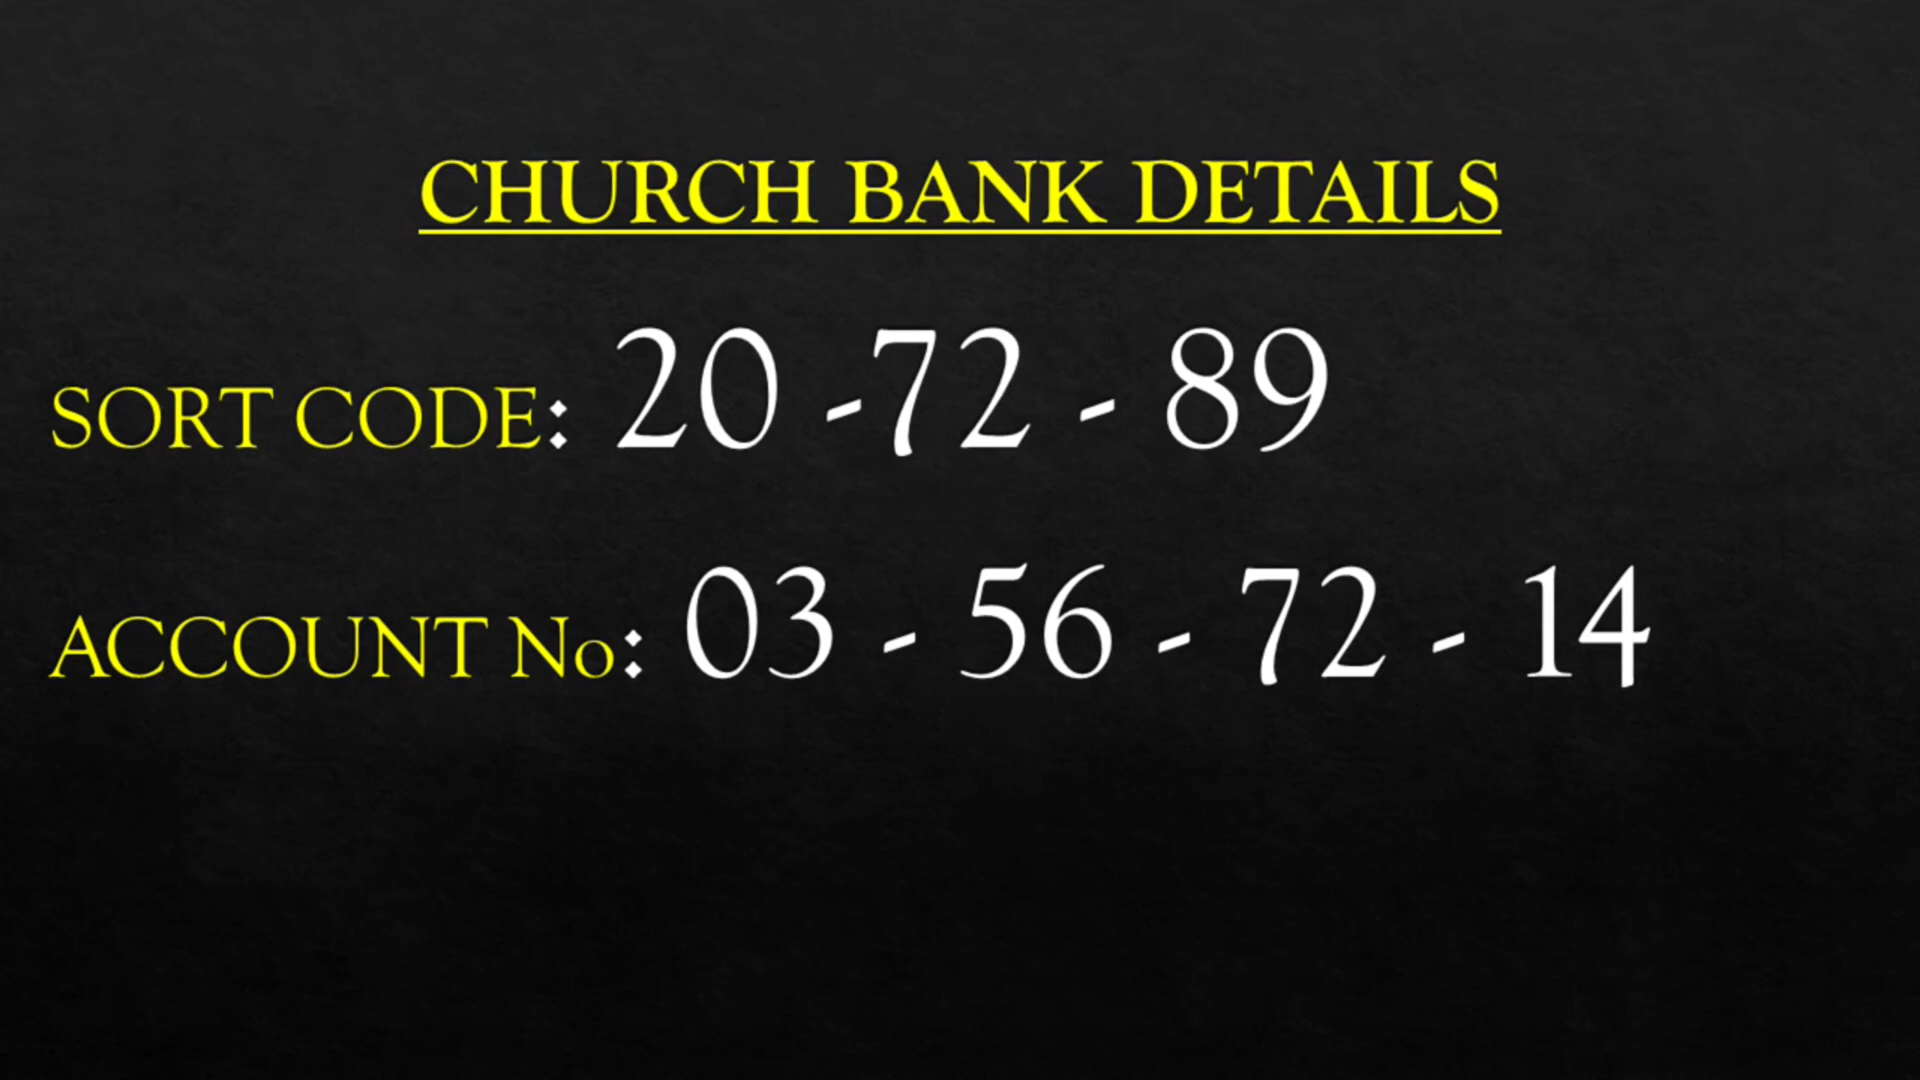 CHURCH BANK DETAILS
SORT CODE: 20 -72 - 89
ACCOUNT No: 03 - 56 - 72 - 14